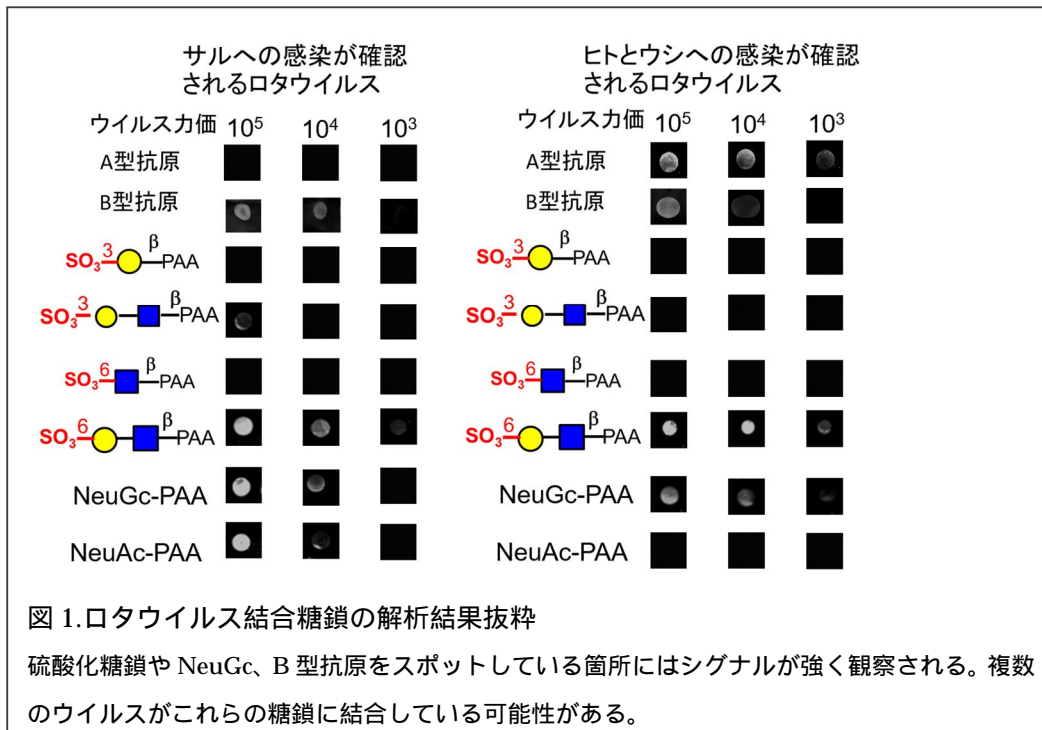 サルへの感染が確認
されるロタウイルス
ウイルス力価 10⁵ 10⁴ 10³
A型抗原
B型抗原
SO₃ 3 β PAA
SO₃ 3 β PAA
SO₃ 6 β PAA
SO₃ 6 β PAA
NeuGc-PAA
NeuAc-PAA
ヒトとウシへの感染が確認
されるロタウイルス
ウイルス力価 10⁵ 10⁴ 10³
A型抗原
B型抗原
SO₃ 3 β PAA
SO₃ 3 β PAA
SO₃ 6 β PAA
SO₃ 6 β PAA
NeuGc-PAA
NeuAc-PAA
図 1.ロタウイルス結合糖鎖の解析結果抜粋
硫酸化糖鎖や NeuGc、B 型抗原をスポットしている箇所にはシグナルが強く観察される。複数
のウイルスがこれらの糖鎖に結合している可能性がある。